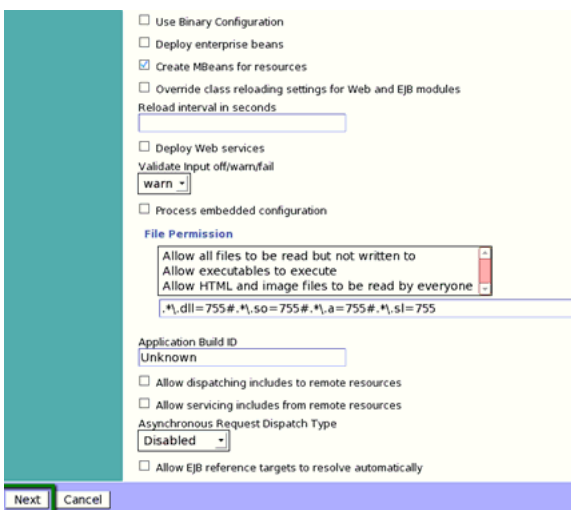 Use Binary Configuration
Deploy enterprise beans
Create MBeans for resources
Override class reloading settings for Web and EJB modules
Reload interval in seconds
Deploy Web services
Validate Input off/warn/fail
warn
Process embedded configuration
File Permission
Allow all files to be read but not written to
Allow executables to execute
Allow HTML and image files to be read by everyone
.*\.dll=755#.*\.so=755#.*\.a=755#.*\.sl=755
Application Build ID
Unknown
Allow dispatching includes to remote resources
Allow servicing includes from remote resources
Asynchronous Request Dispatch Type
Disabled
Allow EJB reference targets to resolve automatically
Next Cancel